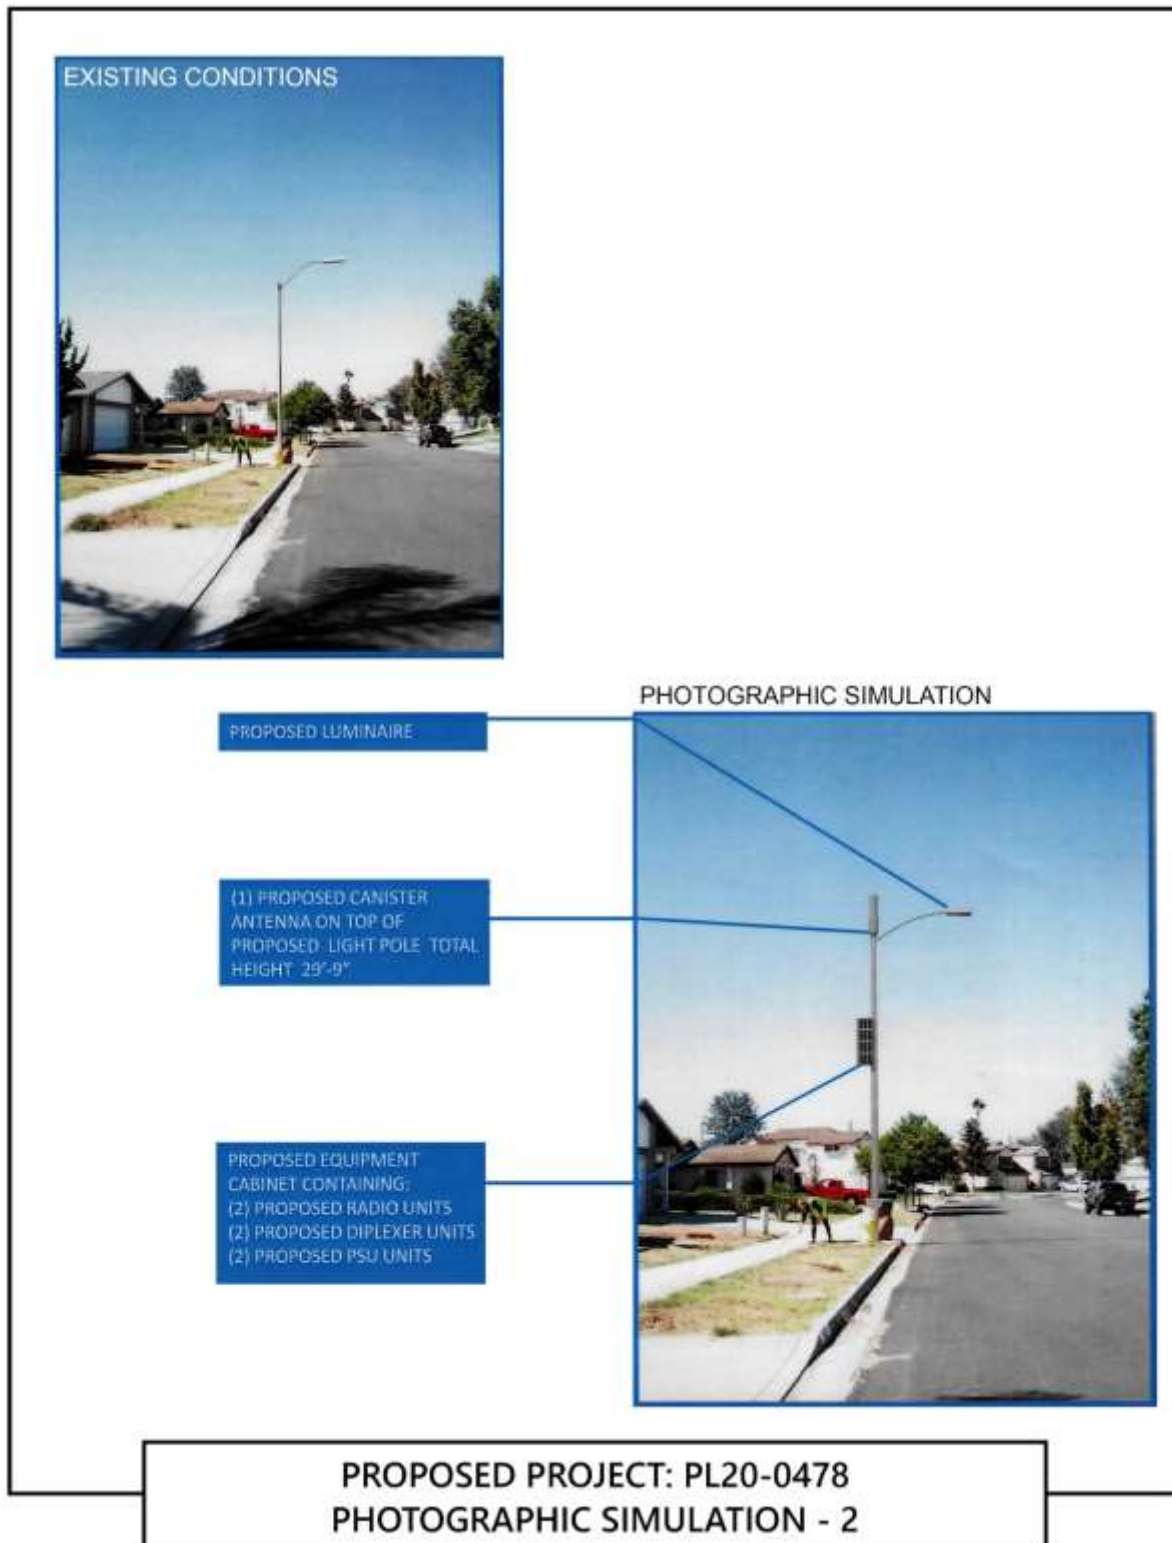 EXISTING CONDITIONS
PHOTOGRAPHIC SIMULATION
PROPOSED LUMINAIRE
(1) PROPOSED CANISTER
ANTENNA ON TOP OF
PROPOSED LIGHT POLE TOTAL
HEIGHT 29'-9"
PROPOSED EQUIPMENT
CABINET CONTAINING;
(2) PROPOSED RADIO UNITS
(2) PROPOSED DIPLEXER UNITS
(2) PROPOSED PSU UNITS
PROPOSED PROJECT: PL20-0478
PHOTOGRAPHIC SIMULATION - 2